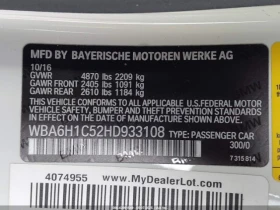 MFD BY BAYERISCHE MOTOREN WERKE AG
10/16
GVWR 4870 lbs 2209 kg
GAWR FRONT 2405 lbs 1091 kg
GAWR REAR 2610 lbs 1184 kg
THIS VEHICLE CONFORMS TO ALL APPLICABLE U.S. FEDERAL
MOTOR VEHICLE SAFETY, BUMPER, AND THEFT PREVENTION
STANDARDS IN EFFECT ON THE DATE OF MANUFACTURE SHOWN ABOVE.
WBA6H1C52HD933108 TYPE: PASSENGER CAR
300/0
7 315 814
4074955 www.MyDealerLot.com